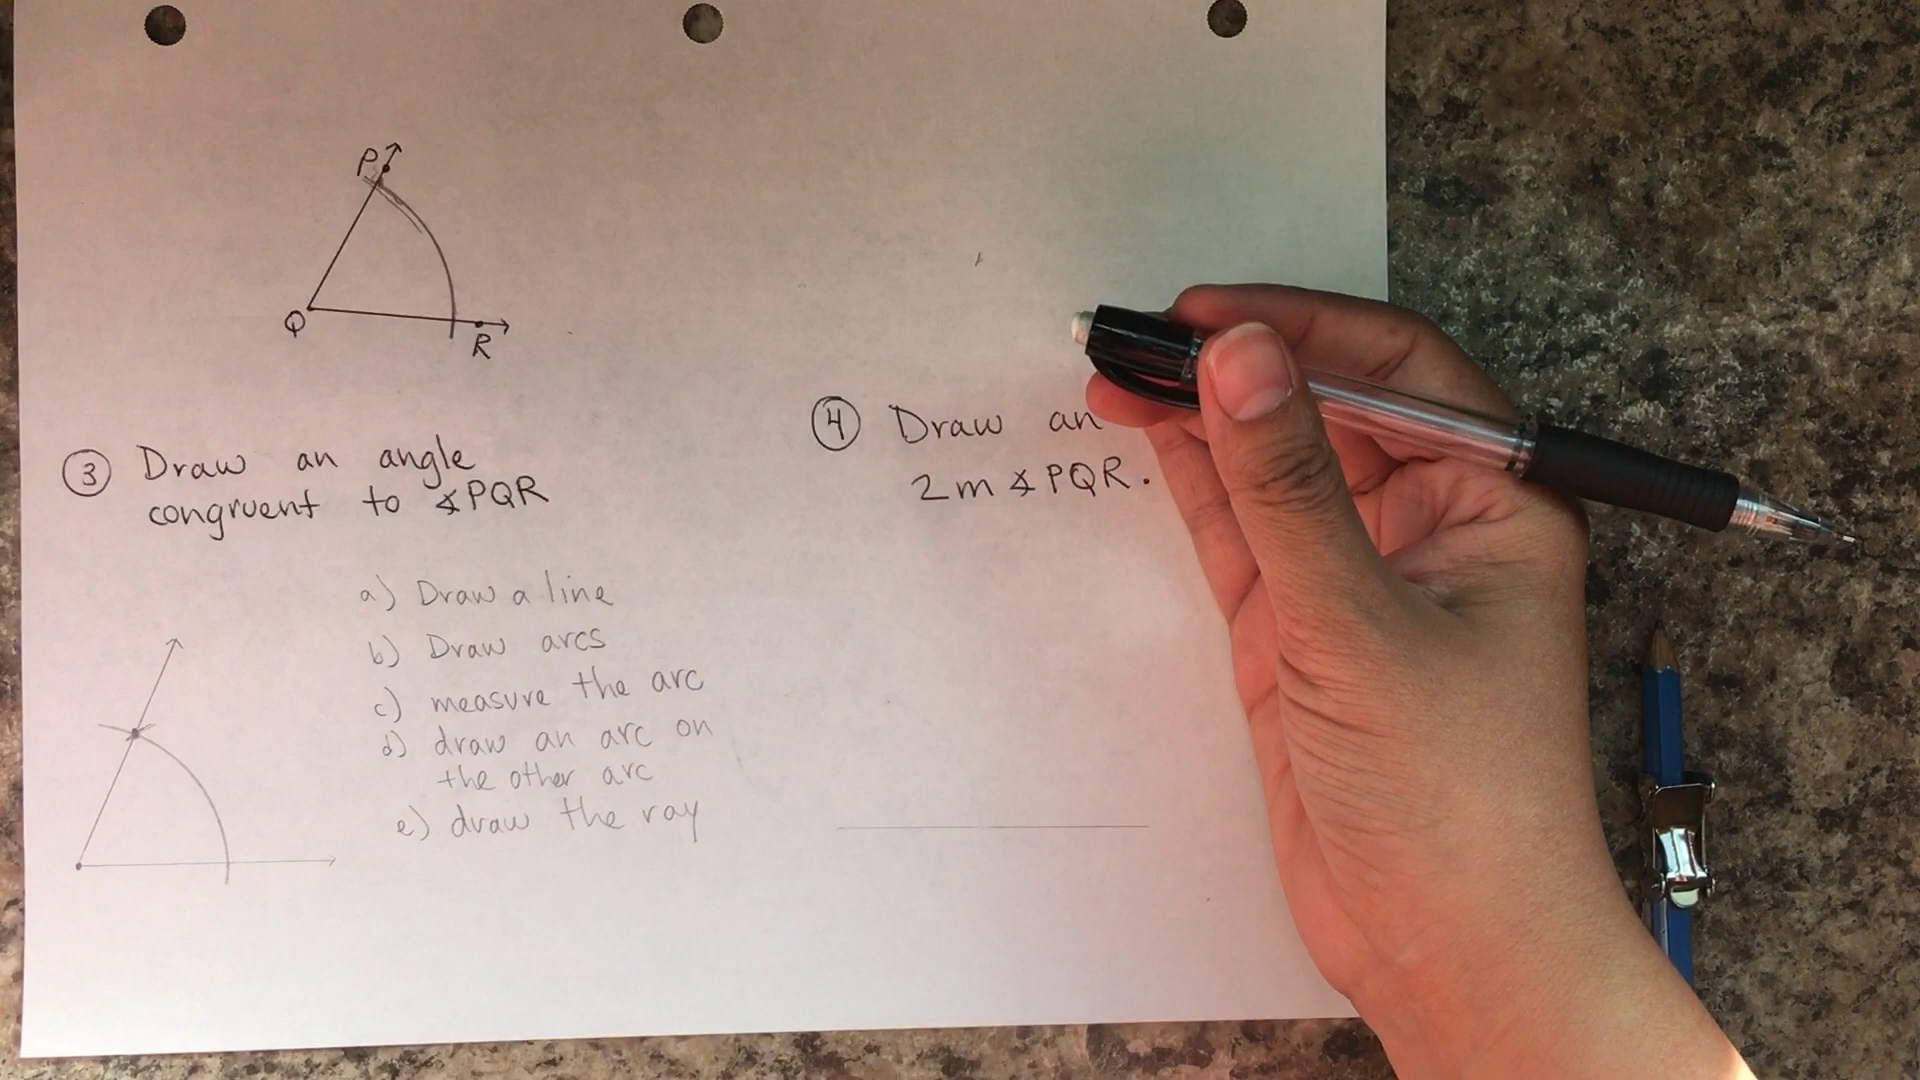 P
Q
R
3 Draw an angle
congruent to ∡PQR
a) Draw a line
b) Draw arcs
c) measure the arc
d) draw an arc on
the other arc
e) draw the ray
4 Draw an
2m∡PQR.